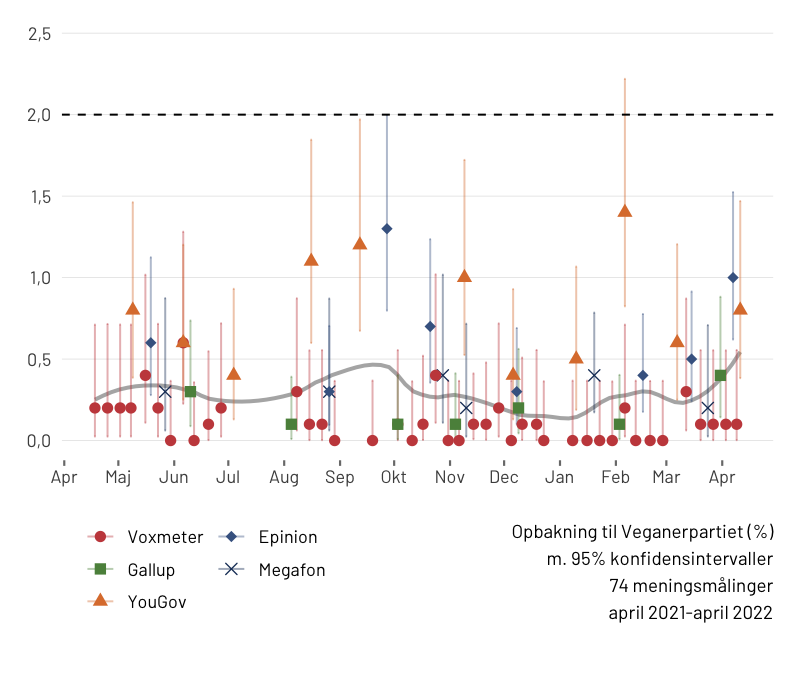 2,5
2,0
1,5
1,0
0,5
0,0
Apr Maj Jun Jul Aug Sep Okt Nov Dec Jan Feb Mar Apr
Voxmeter Epinion
Gallup Megafon
YouGov
Opbakning til Veganerpartiet (%)
m. 95% konfidensintervaller
74 meningsmålinger
april 2021-april 2022